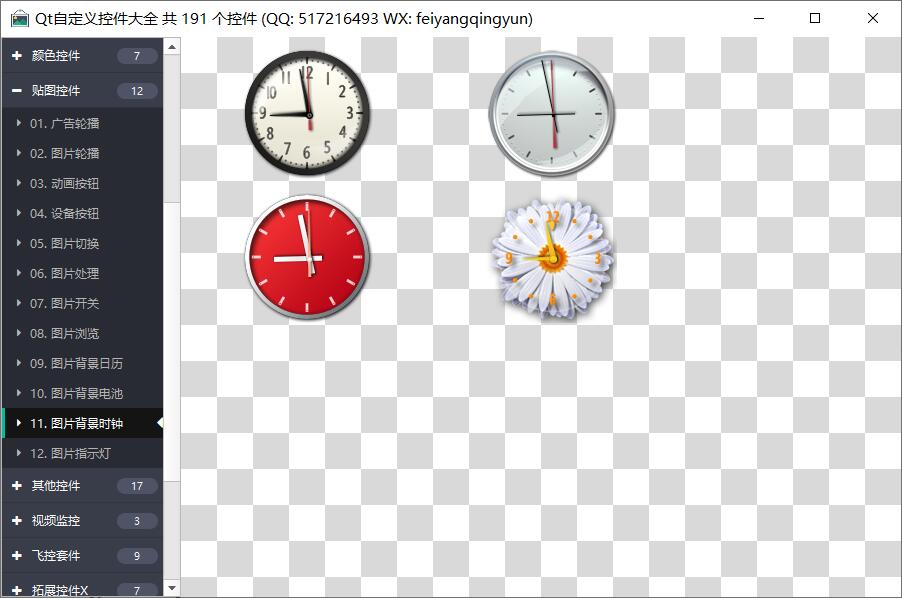 Qt自定义控件大全 共 191 个控件 (QQ: 517216493 WX: feiyangqingyun)
颜色控件 7
贴图控件 12
01. 广告轮播
02. 图片轮播
03. 动画按钮
04. 设备按钮
05. 图片切换
06. 图片处理
07. 图片开关
08. 图片浏览
09. 图片背景日历
10. 图片背景电池
11. 图片背景时钟
12. 图片指示灯
其他控件 17
视频监控 3
飞控套件 9
拓展控件X 7
12
11
10
9
8
7
6
5
4
3
2
12
9
3
6